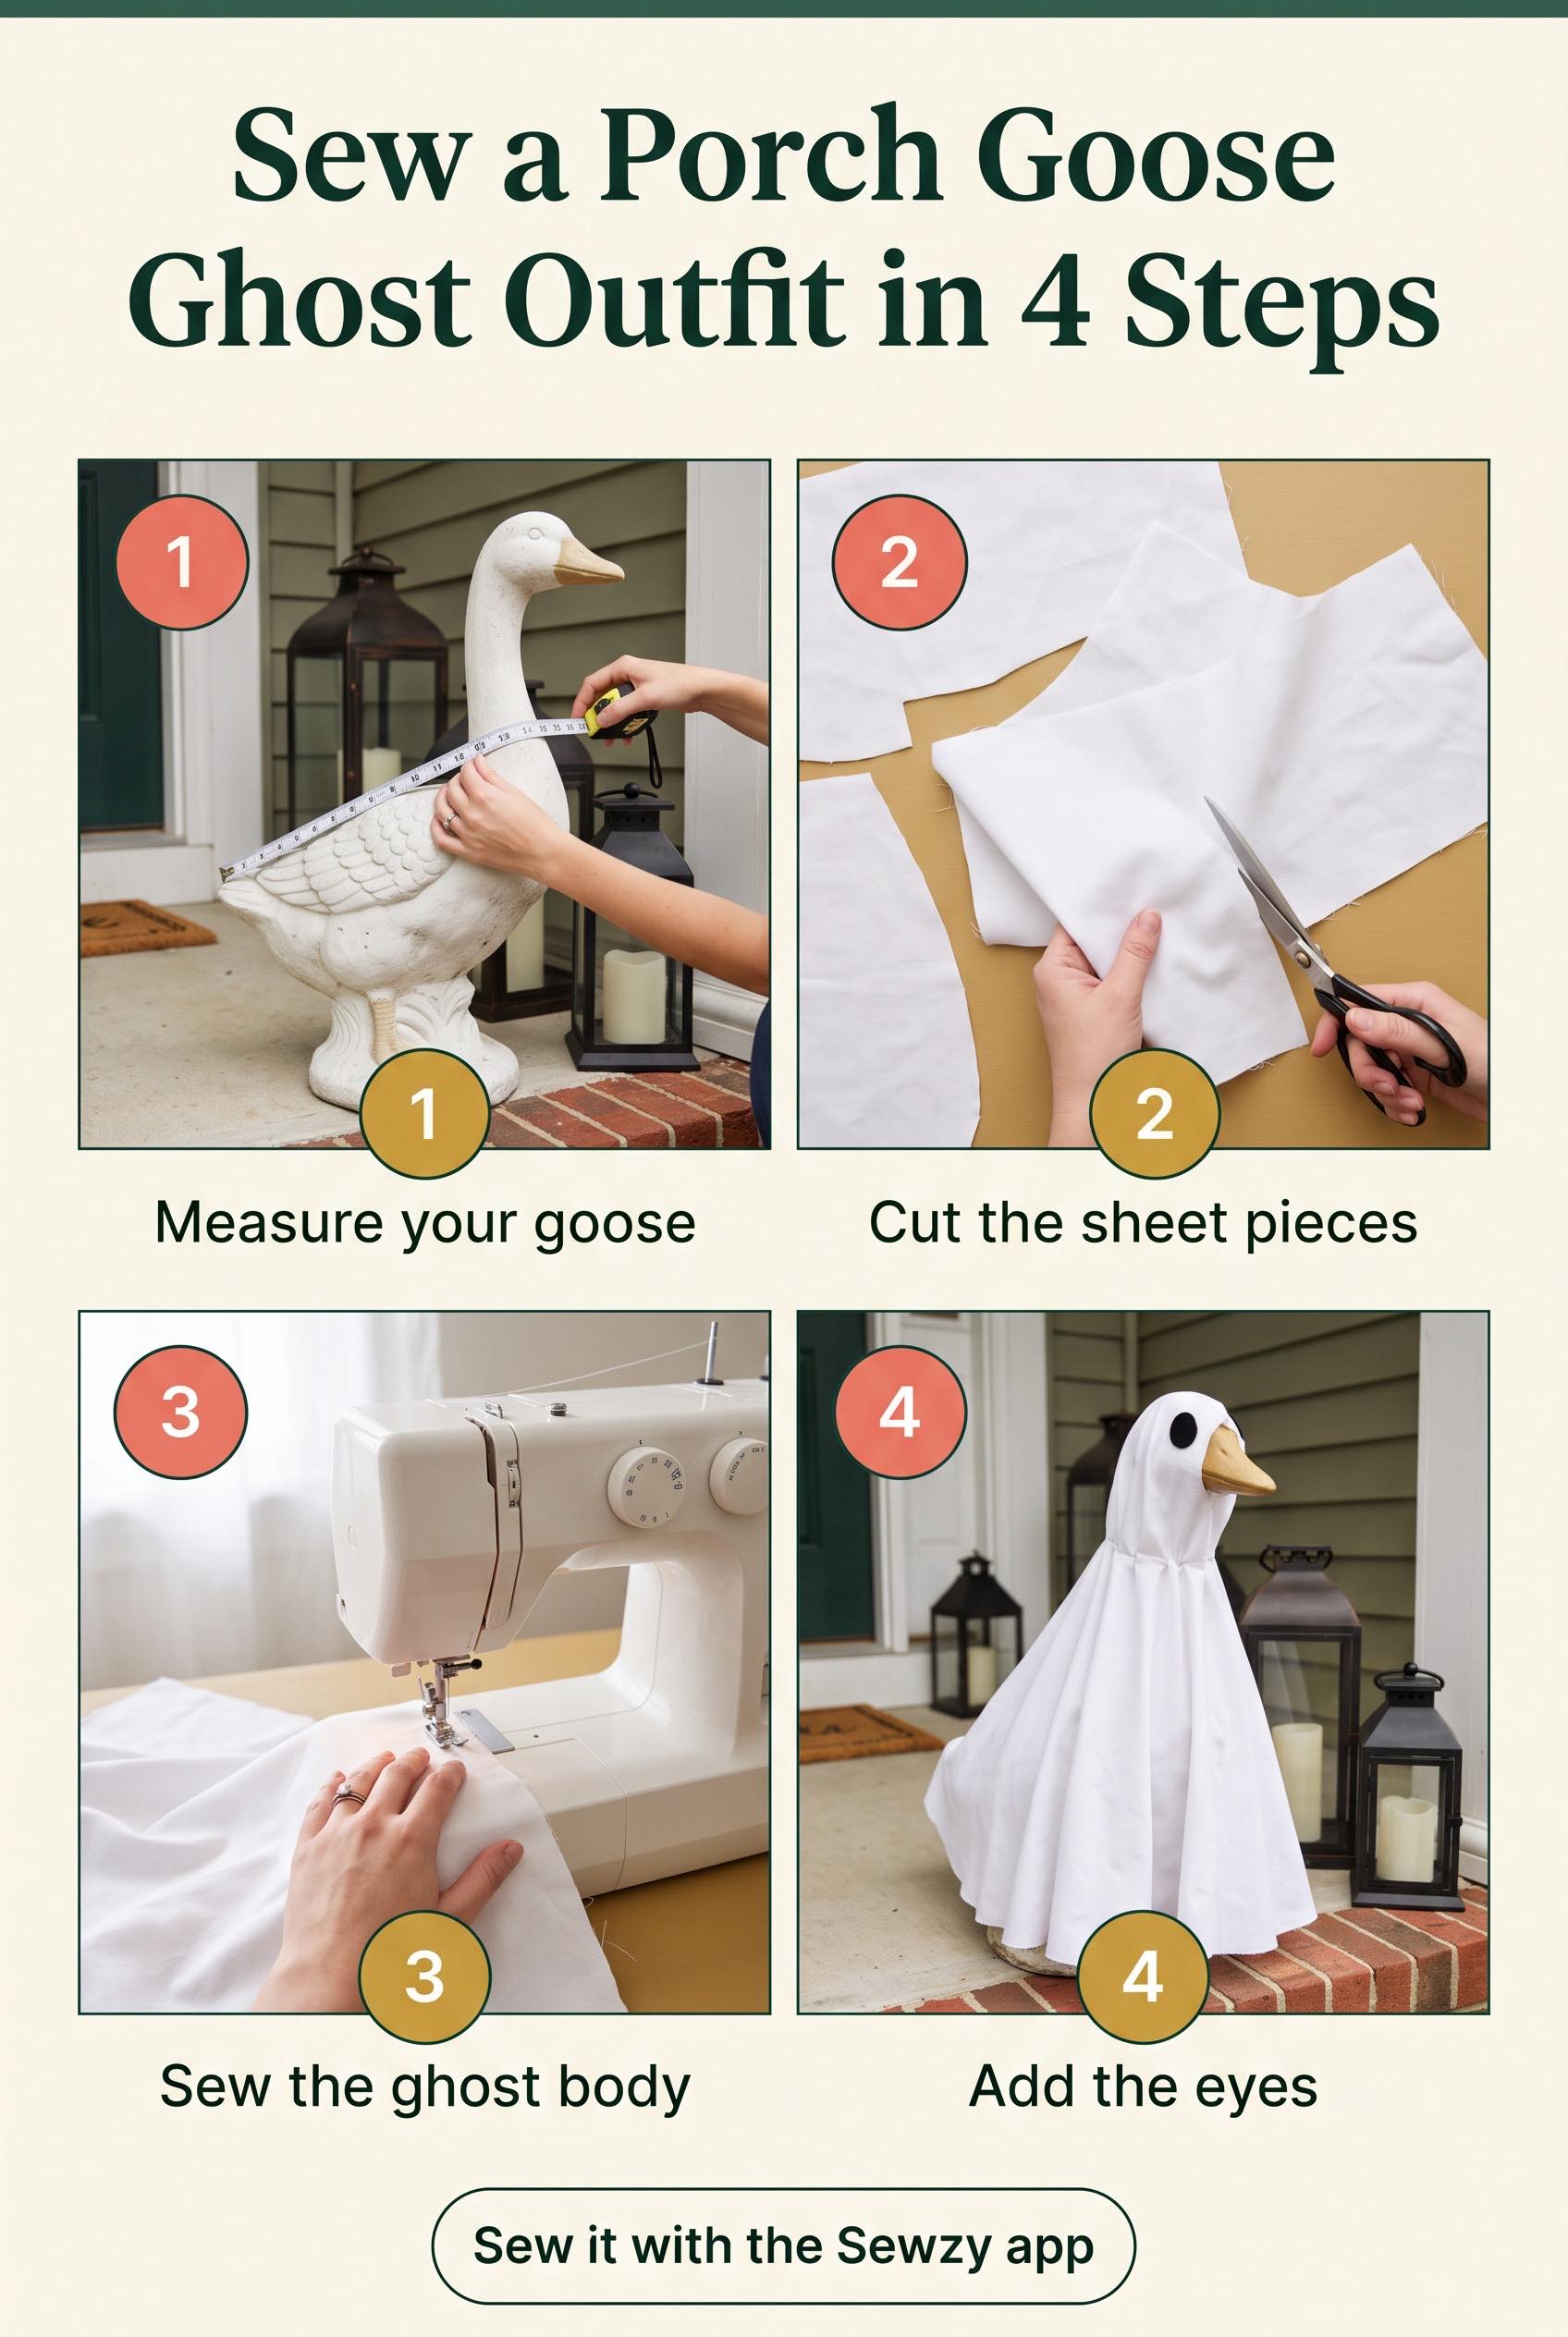 Sew a Porch Goose
Ghost Outfit in 4 Steps
1
2
1
2
Measure your goose
Cut the sheet pieces
3
4
3
4
Sew the ghost body
Add the eyes
Sew it with the Sewzy app